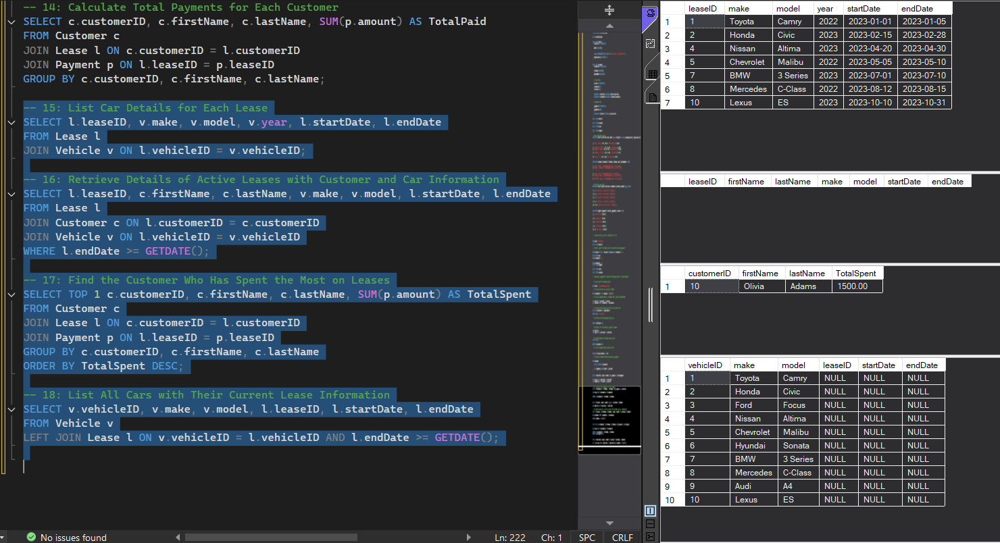 -- 14: Calculate Total Payments for Each Customer
SELECT c.customerID, c.firstName, c.lastName, SUM(p.amount) AS TotalPaid
FROM Customer c
JOIN Lease l ON c.customerID = l.customerID
JOIN Payment p ON l.leaseID = p.leaseID
GROUP BY c.customerID, c.firstName, c.lastName;
-- 15: List Car Details for Each Lease
SELECT l.leaseID, v.make, v.model, v.year, l.startDate, l.endDate
FROM Lease l
JOIN Vehicle v ON l.vehicleID = v.vehicleID;
-- 16: Retrieve Details of Active Leases with Customer and Car Information
SELECT l.leaseID, c.firstName, c.lastName, v.make, v.model, l.startDate, l.endDate
FROM Lease l
JOIN Customer c ON l.customerID = c.customerID
JOIN Vehicle v ON l.vehicleID = v.vehicleID
WHERE l.endDate >= GETDATE();
-- 17: Find the Customer Who Has Spent the Most on Leases
SELECT TOP 1 c.customerID, c.firstName, c.lastName, SUM(p.amount) AS TotalSpent
FROM Customer c
JOIN Lease l ON c.customerID = l.customerID
JOIN Payment p ON l.leaseID = p.leaseID
GROUP BY c.customerID, c.firstName, c.lastName
ORDER BY TotalSpent DESC;
-- 18: List All Cars with Their Current Lease Information
SELECT v.vehicleID, v.make, v.model, l.leaseID, l.startDate, l.endDate
FROM Vehicle v
LEFT JOIN Lease l ON v.vehicleID = l.vehicleID AND l.endDate >= GETDATE();
No issues found Ln: 222 Ch: 1 SPC CRLF
leaseID make model year startDate endDate
1 1 Toyota Camry 2022 2023-01-01 2023-01-05
2 2 Honda Civic 2023 2023-02-15 2023-02-28
3 4 Nissan Altima 2023 2023-04-20 2023-04-30
4 5 Chevrolet Malibu 2022 2023-05-05 2023-05-10
5 7 BMW 3 Series 2023 2023-07-01 2023-07-10
6 8 Mercedes C-Class 2022 2023-08-12 2023-08-15
7 10 Lexus ES 2023 2023-10-10 2023-10-31
leaseID firstName lastName make model startDate endDate
customerID firstName lastName TotalSpent
1 10 Olivia Adams 1500.00
vehicleID make model leaseID startDate endDate
1 1 Toyota Camry NULL NULL NULL
2 2 Honda Civic NULL NULL NULL
3 3 Ford Focus NULL NULL NULL
4 4 Nissan Altima NULL NULL NULL
5 5 Chevrolet Malibu NULL NULL NULL
6 6 Hyundai Sonata NULL NULL NULL
7 7 BMW 3 Series NULL NULL NULL
8 8 Mercedes C-Class NULL NULL NULL
9 9 Audi A4 NULL NULL NULL
10 10 Lexus ES NULL NULL NULL